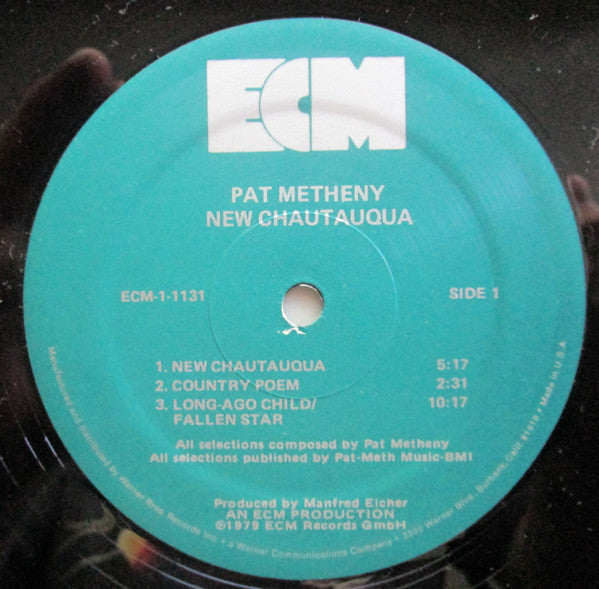 ECM
PAT METHENY
NEW CHAUTAUQUA
ECM-1-1131 SIDE 1
1. NEW CHAUTAUQUA 5:17
2. COUNTRY POEM 2:31
3. LONG-AGO CHILD/ 10:17
FALLEN STAR
All selections composed by Pat Metheny
All selections published by Pat-Meth Music-BMI
Produced by Manfred Eicher
AN ECM PRODUCTION
©1979 ECM Records GmbH
Manufactured and distributed by Warner Bros. Records Inc. • a Warner Communications Company • 3300 Warner Blvd., Burbank, Calif. 91510 • Made in U.S.A.